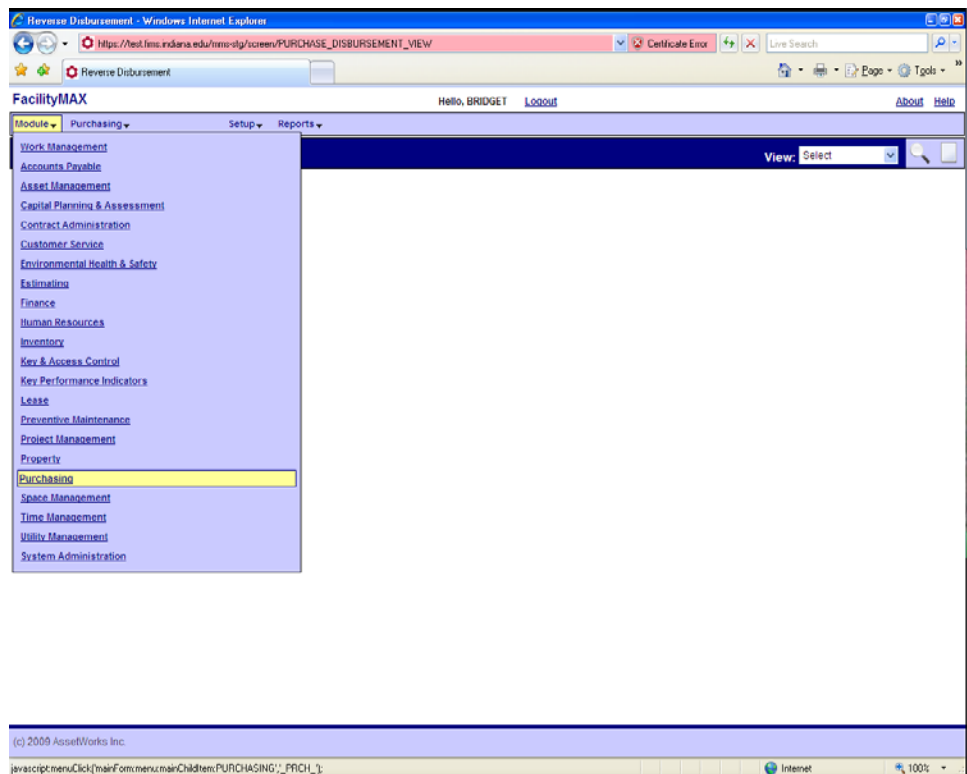 Reverse Disbursement - Windows Internet Explorer
https://test.fms.indiana.edu/mms-stg/screen/PURCHASE_DISBURSEMENT_VIEW Certificate Error Live Search
Reverse Disbursement Page Tools
FacilityMAX Hello, BRIDGET Logout About Help
Module Purchasing Setup Reports
View: Select
Work Management
Accounts Payable
Asset Management
Capital Planning & Assessment
Contract Administration
Customer Service
Environmental Health & Safety
Estimating
Finance
Human Resources
Inventory
Key & Access Control
Key Performance Indicators
Lease
Preventive Maintenance
Project Management
Property
Purchasing
Space Management
Time Management
Utility Management
System Administration
(c) 2009 AssetWorks Inc.
javascript:menuClick('mainForm:menu:mainChildItem:PURCHASING','_PRCH_'); Internet 100%